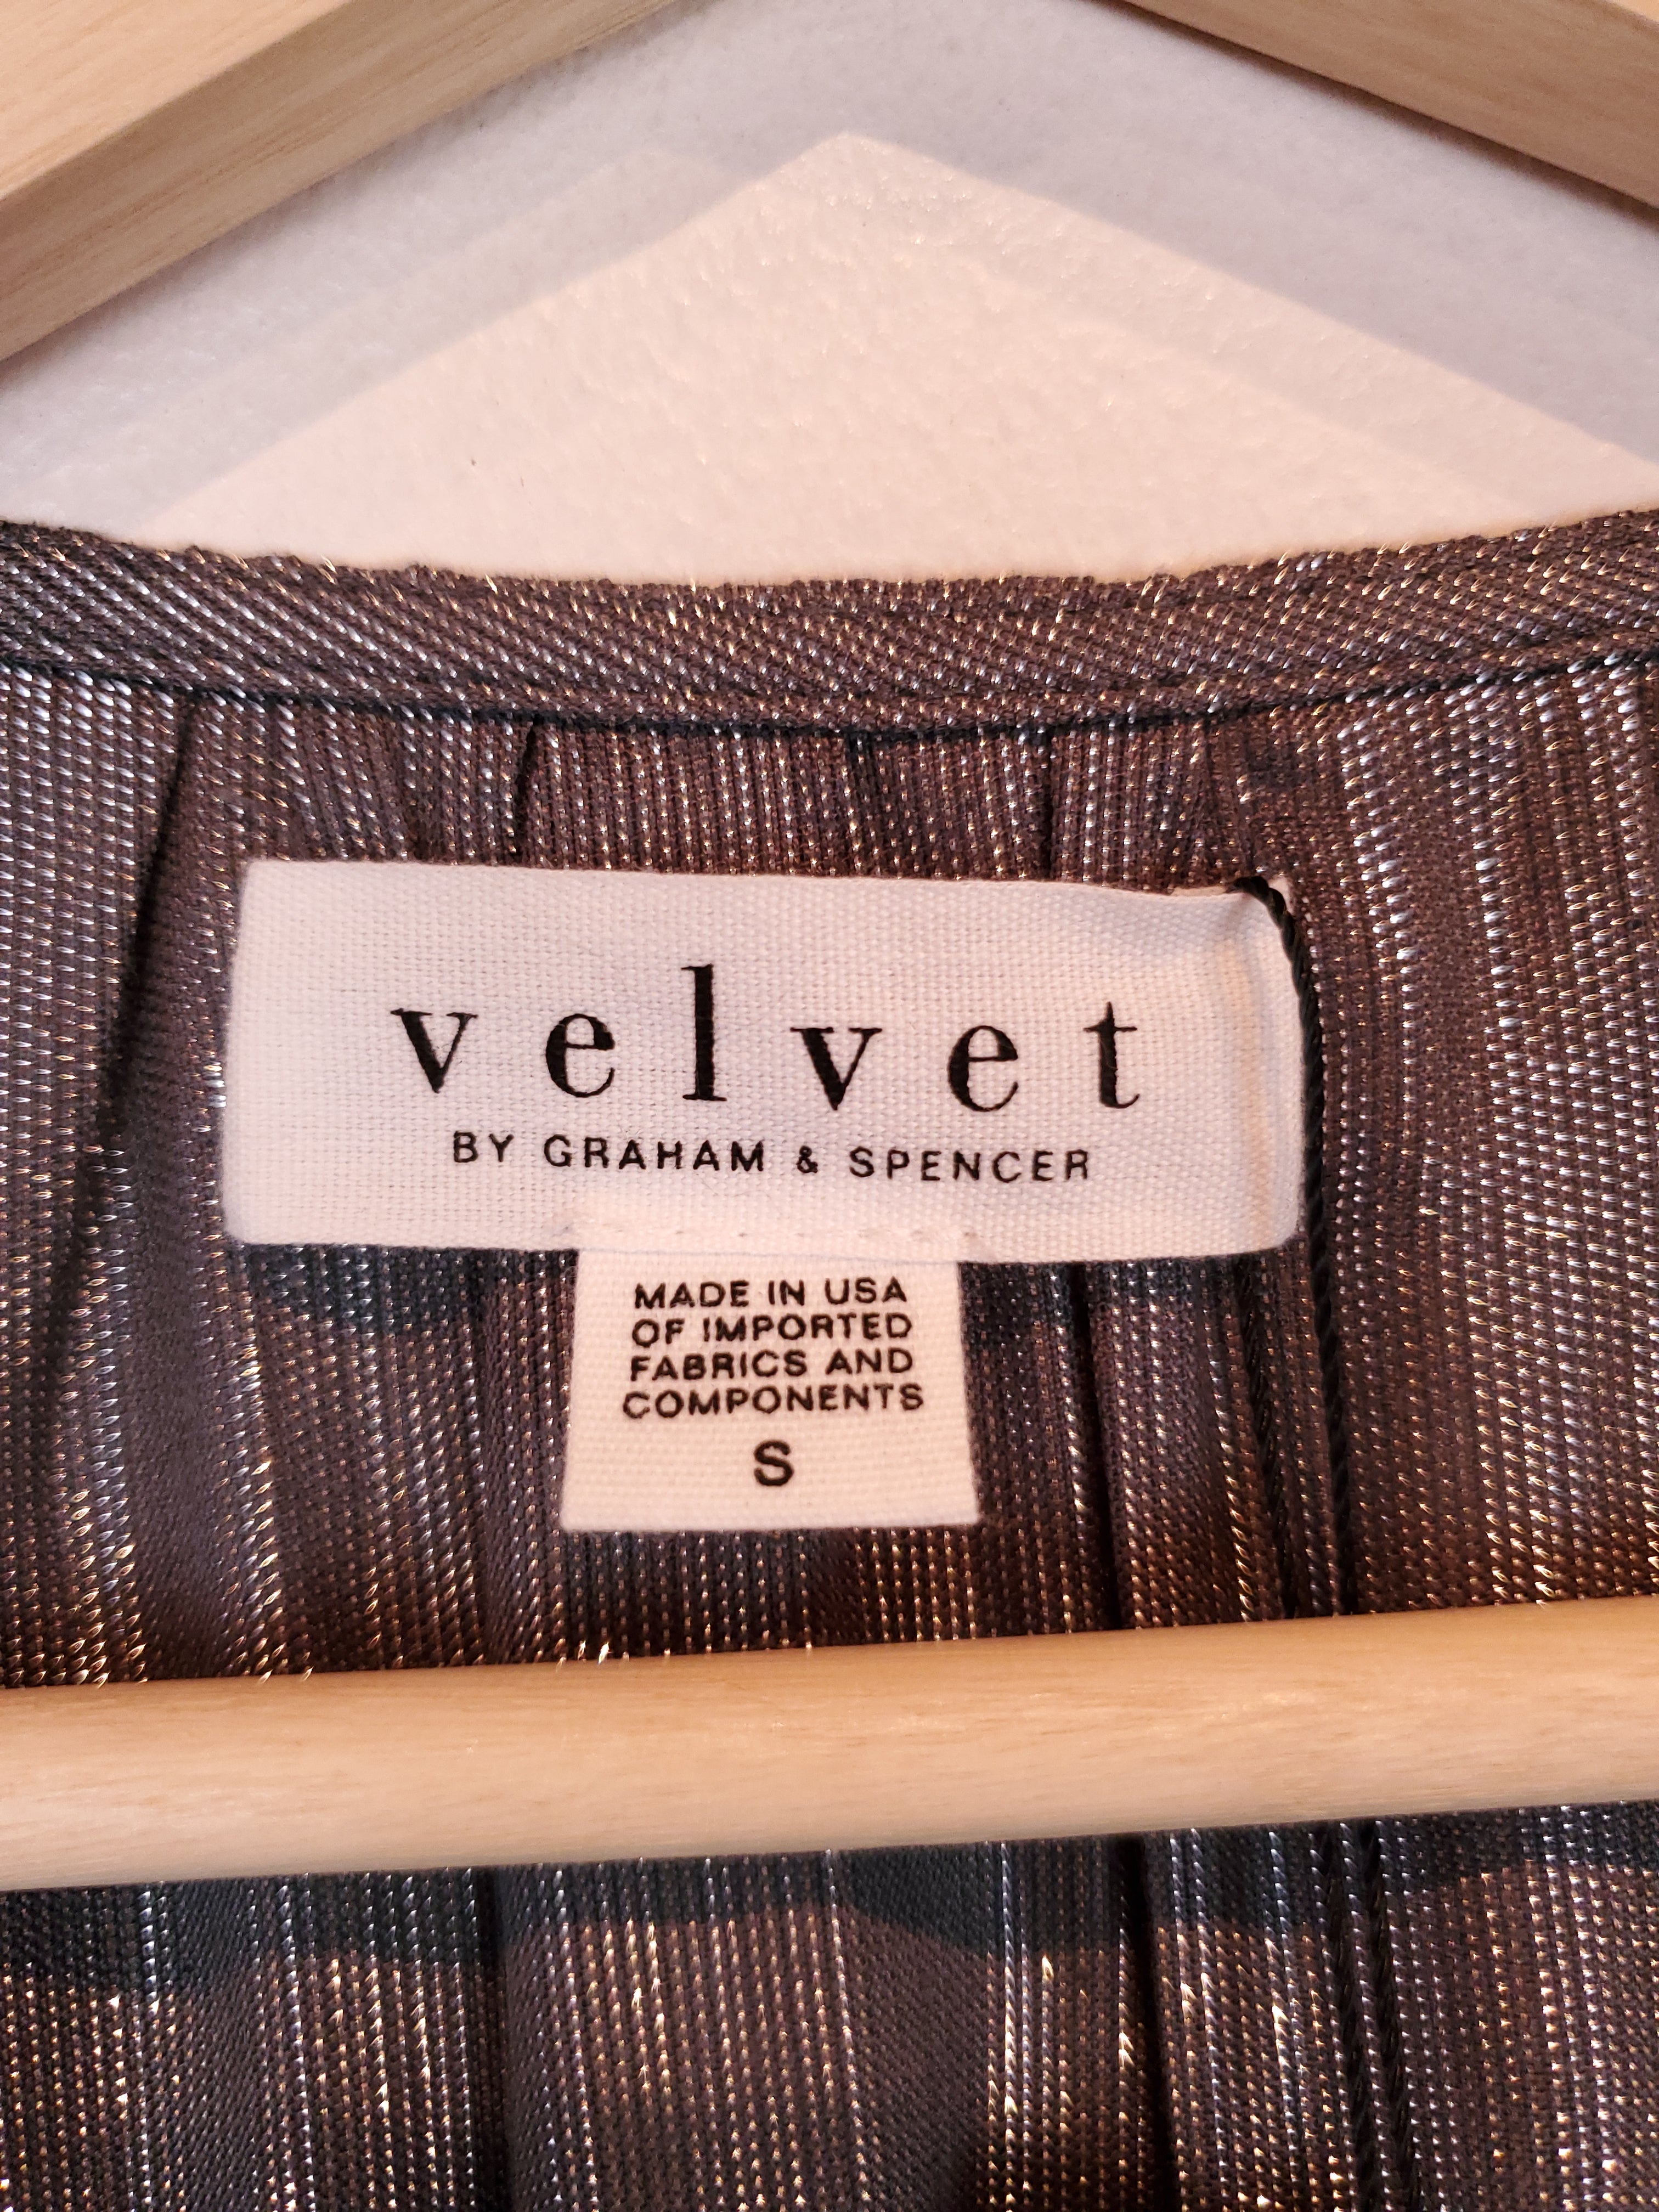 velvet
BY GRAHAM & SPENCER
MADE IN USA
OF IMPORTED
FABRICS AND
COMPONENTS
S